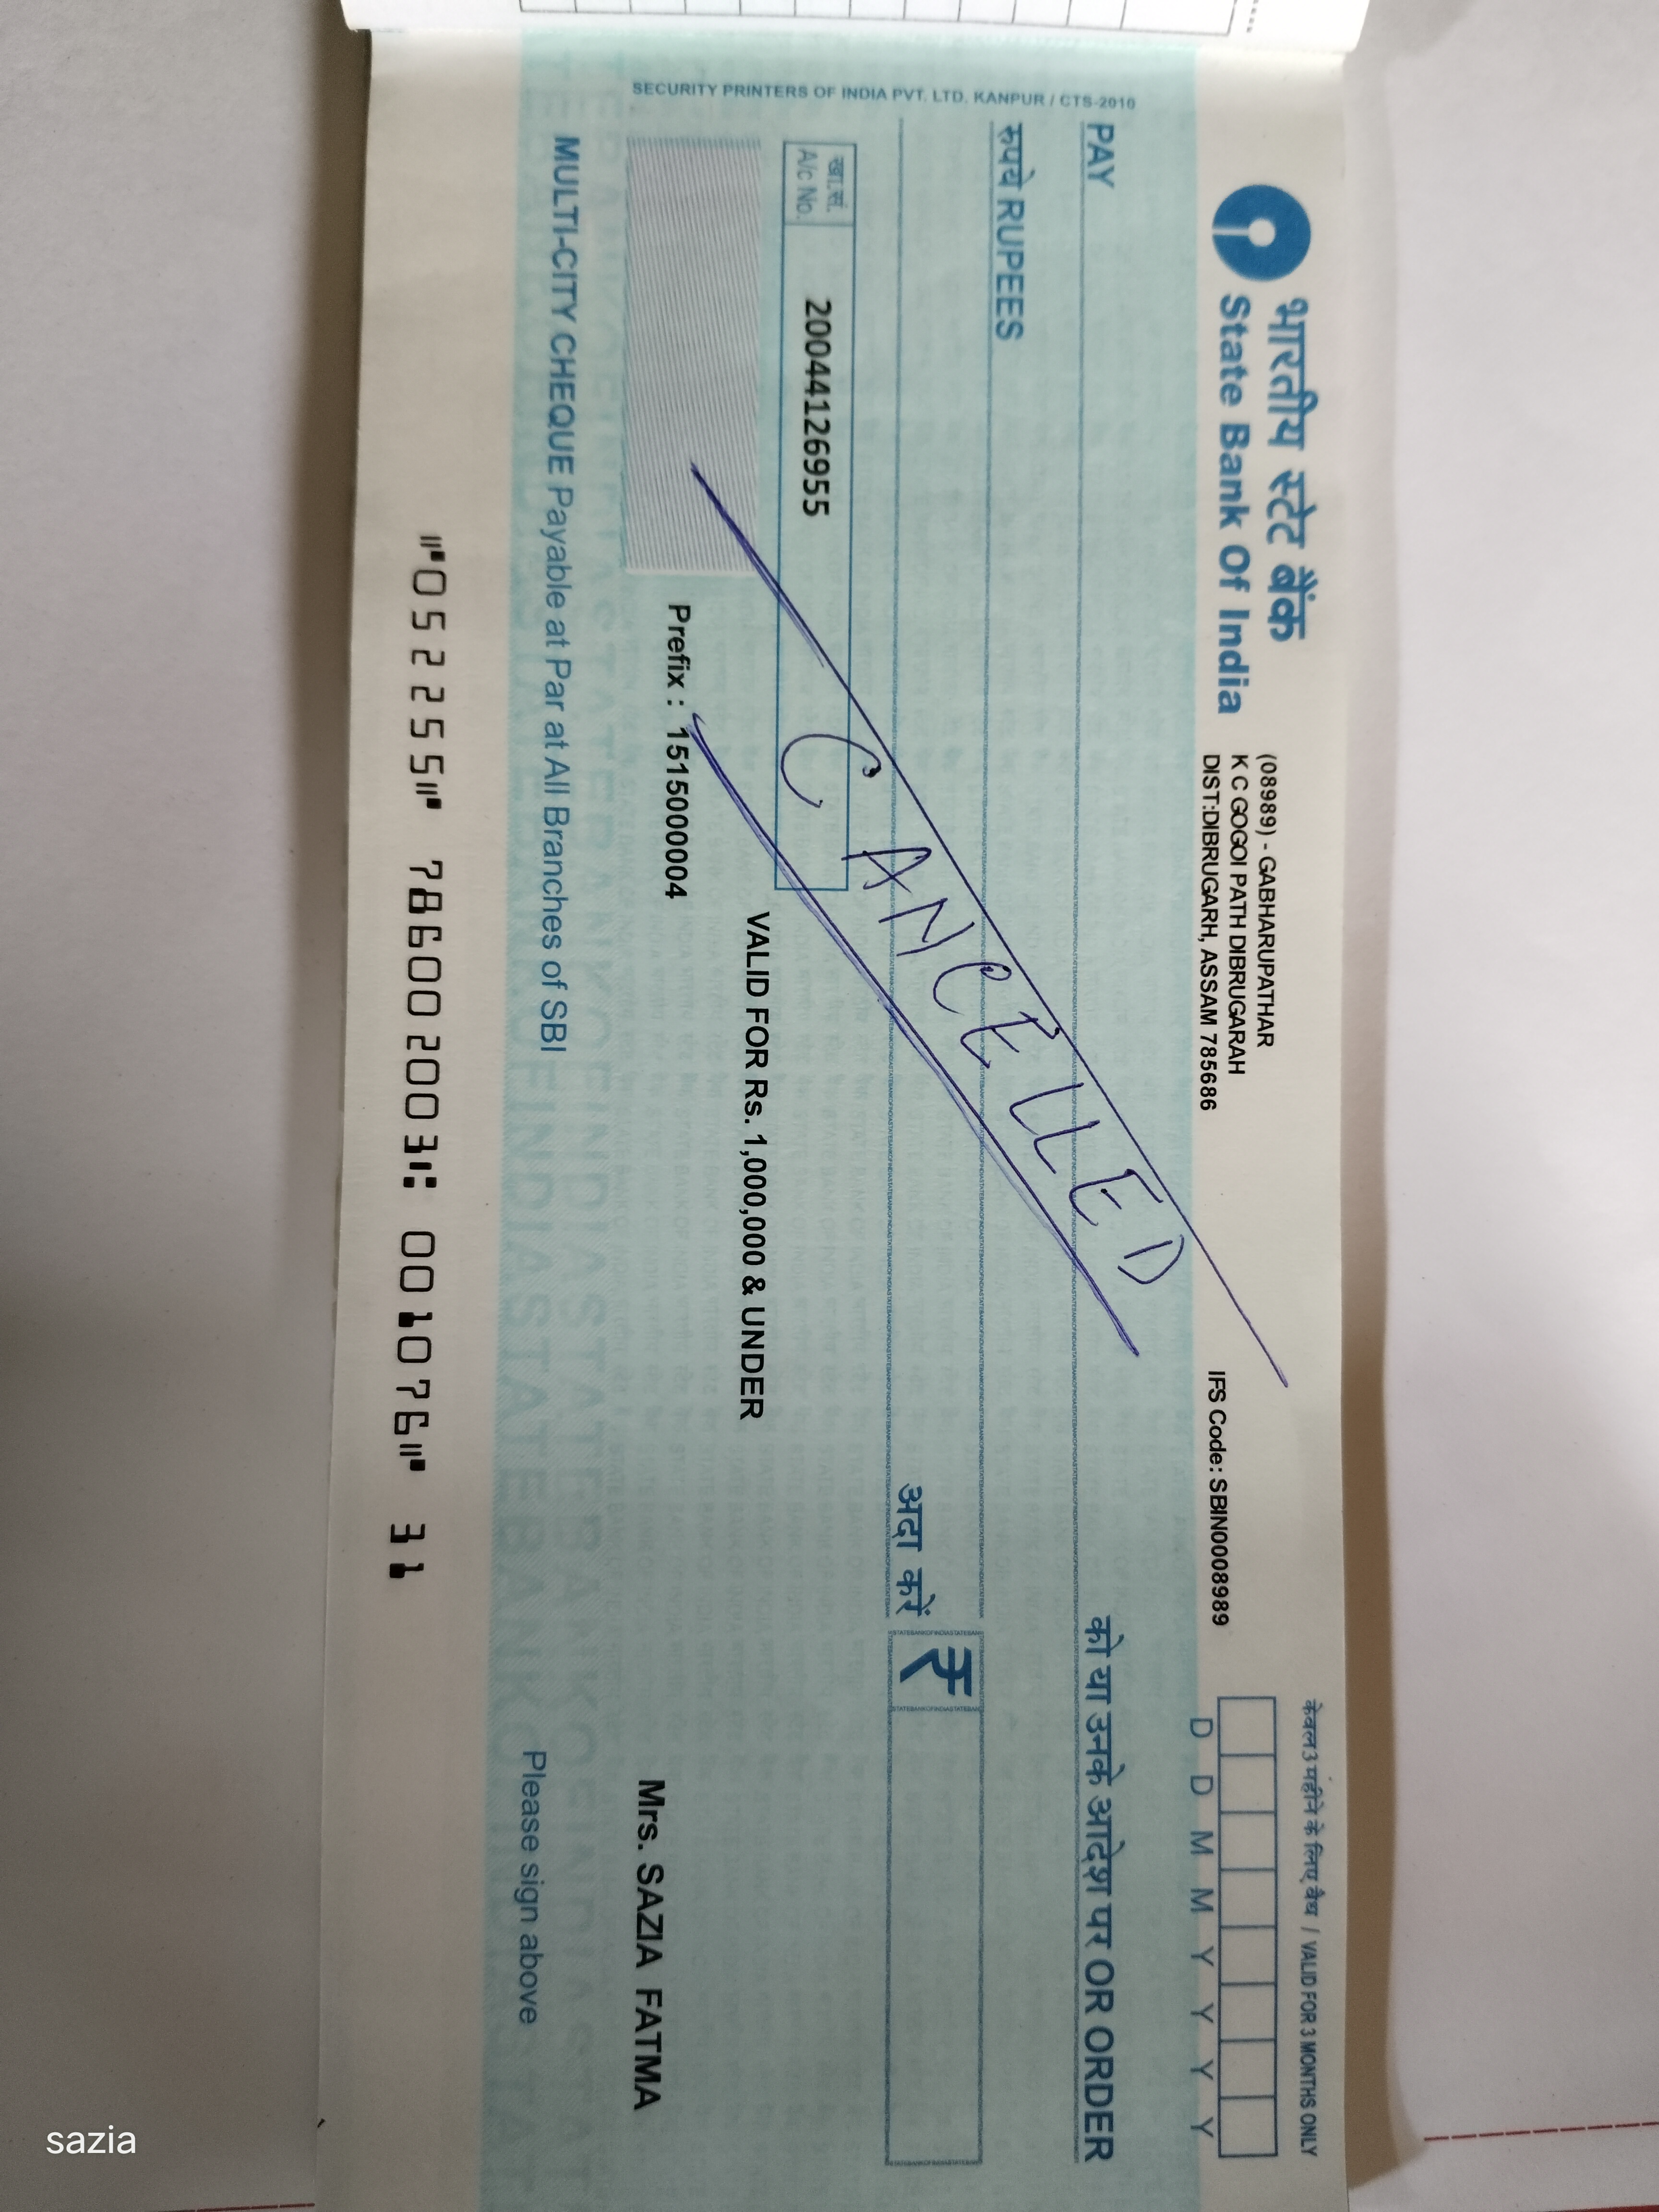 केवल 3 महीने के लिए वैध / VALID FOR 3 MONTHS ONLY
भारतीय स्टेट बैंक
State Bank Of India
(08989) - GABHARUPATHAR
K C GOGOI PATH DIBRUGARAH
DIST:DIBRUGARH, ASSAM 785686
IFS Code: SBIN0008989
D D M M Y Y Y Y
PAY
को या उनके आदेश पर OR ORDER
रुपये RUPEES
CANCELLED
अदा करें ₹
खा.सं.
A/c No.
20044126955
VALID FOR Rs. 1,000,000 & UNDER
Prefix : 1515000004
Mrs. SAZIA FATMA
MULTI-CITY CHEQUE Payable at Par at All Branches of SBI
Please sign above
⑈052255⑈ 786002003⑆ 001076⑈ 31
SECURITY PRINTERS OF INDIA PVT. LTD. KANPUR / CTS-2010
sazia